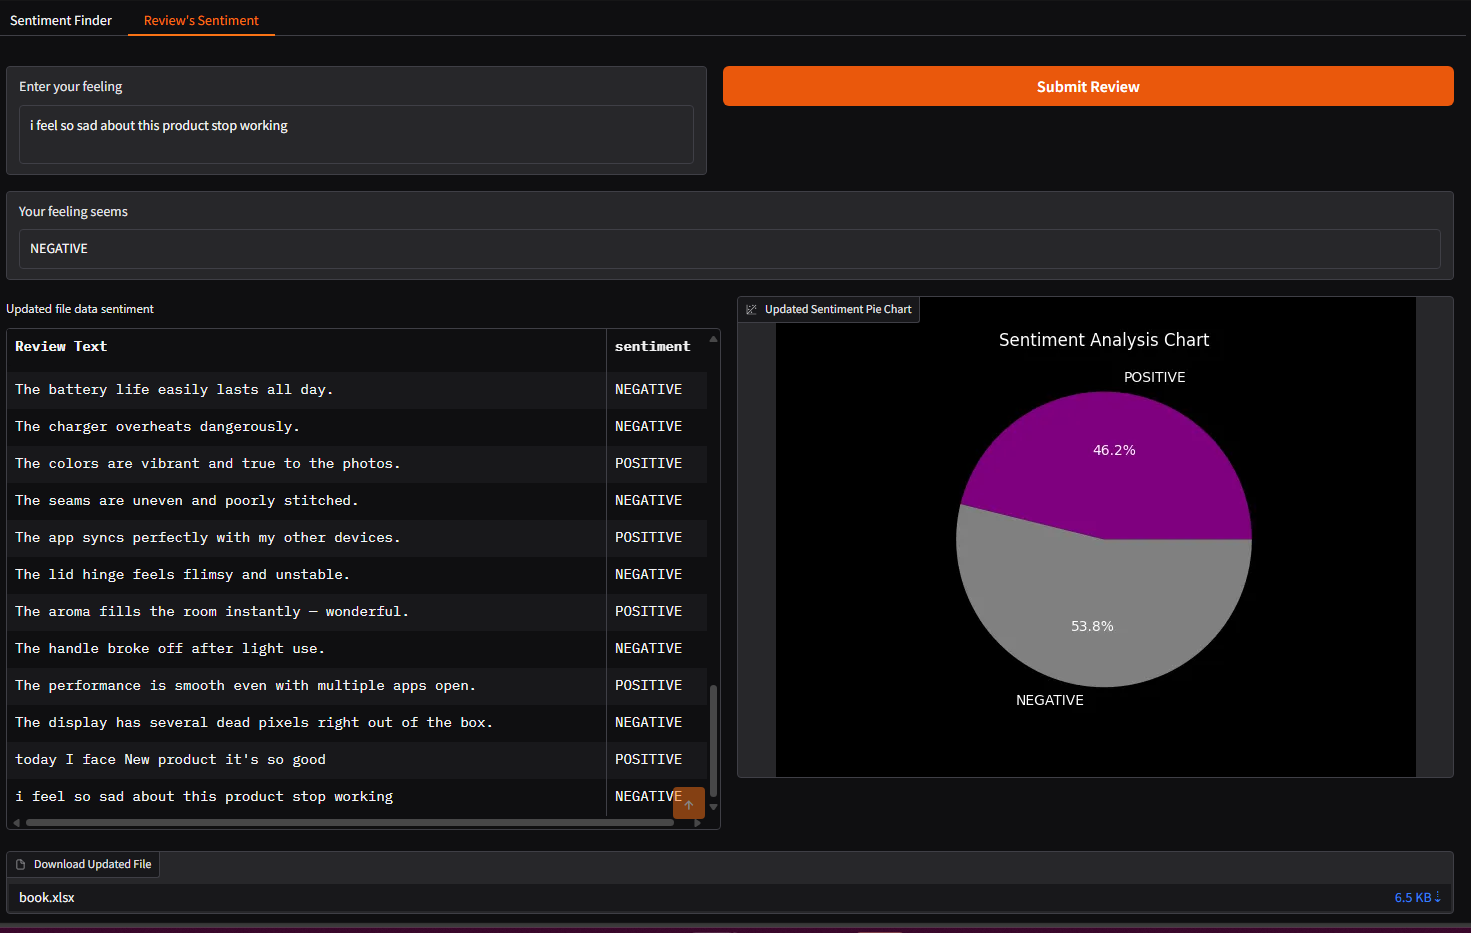 Sentiment Finder
Review's Sentiment
Enter your feeling
i feel so sad about this product stop working
Submit Review
Your feeling seems
NEGATIVE
Updated file data sentiment
Review Text sentiment
The battery life easily lasts all day. NEGATIVE
The charger overheats dangerously. NEGATIVE
The colors are vibrant and true to the photos. POSITIVE
The seams are uneven and poorly stitched. NEGATIVE
The app syncs perfectly with my other devices. POSITIVE
The lid hinge feels flimsy and unstable. NEGATIVE
The aroma fills the room instantly — wonderful. POSITIVE
The handle broke off after light use. NEGATIVE
The performance is smooth even with multiple apps open. POSITIVE
The display has several dead pixels right out of the box. NEGATIVE
today I face New product it's so good POSITIVE
i feel so sad about this product stop working NEGATIVE
Updated Sentiment Pie Chart
Sentiment Analysis Chart
POSITIVE
46.2%
53.8%
NEGATIVE
Download Updated File
book.xlsx
6.5 KB ⇣